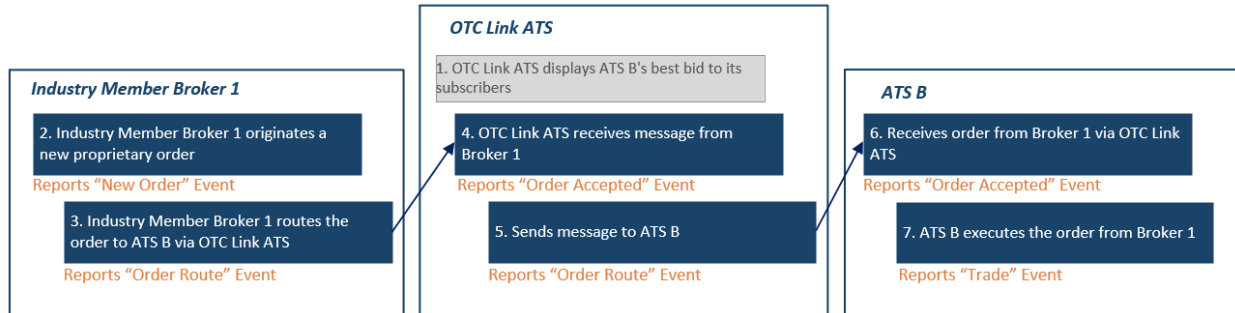 Industry Member Broker 1
2. Industry Member Broker 1 originates a
new proprietary order
Reports “New Order” Event
3. Industry Member Broker 1 routes the
order to ATS B via OTC Link ATS
Reports “Order Route” Event
OTC Link ATS
1. OTC Link ATS displays ATS B's best bid to its
subscribers
4. OTC Link ATS receives message from
Broker 1
Reports “Order Accepted” Event
5. Sends message to ATS B
Reports “Order Route” Event
ATS B
6. Receives order from Broker 1 via OTC Link
ATS
Reports “Order Accepted” Event
7. ATS B executes the order from Broker 1
Reports “Trade” Event